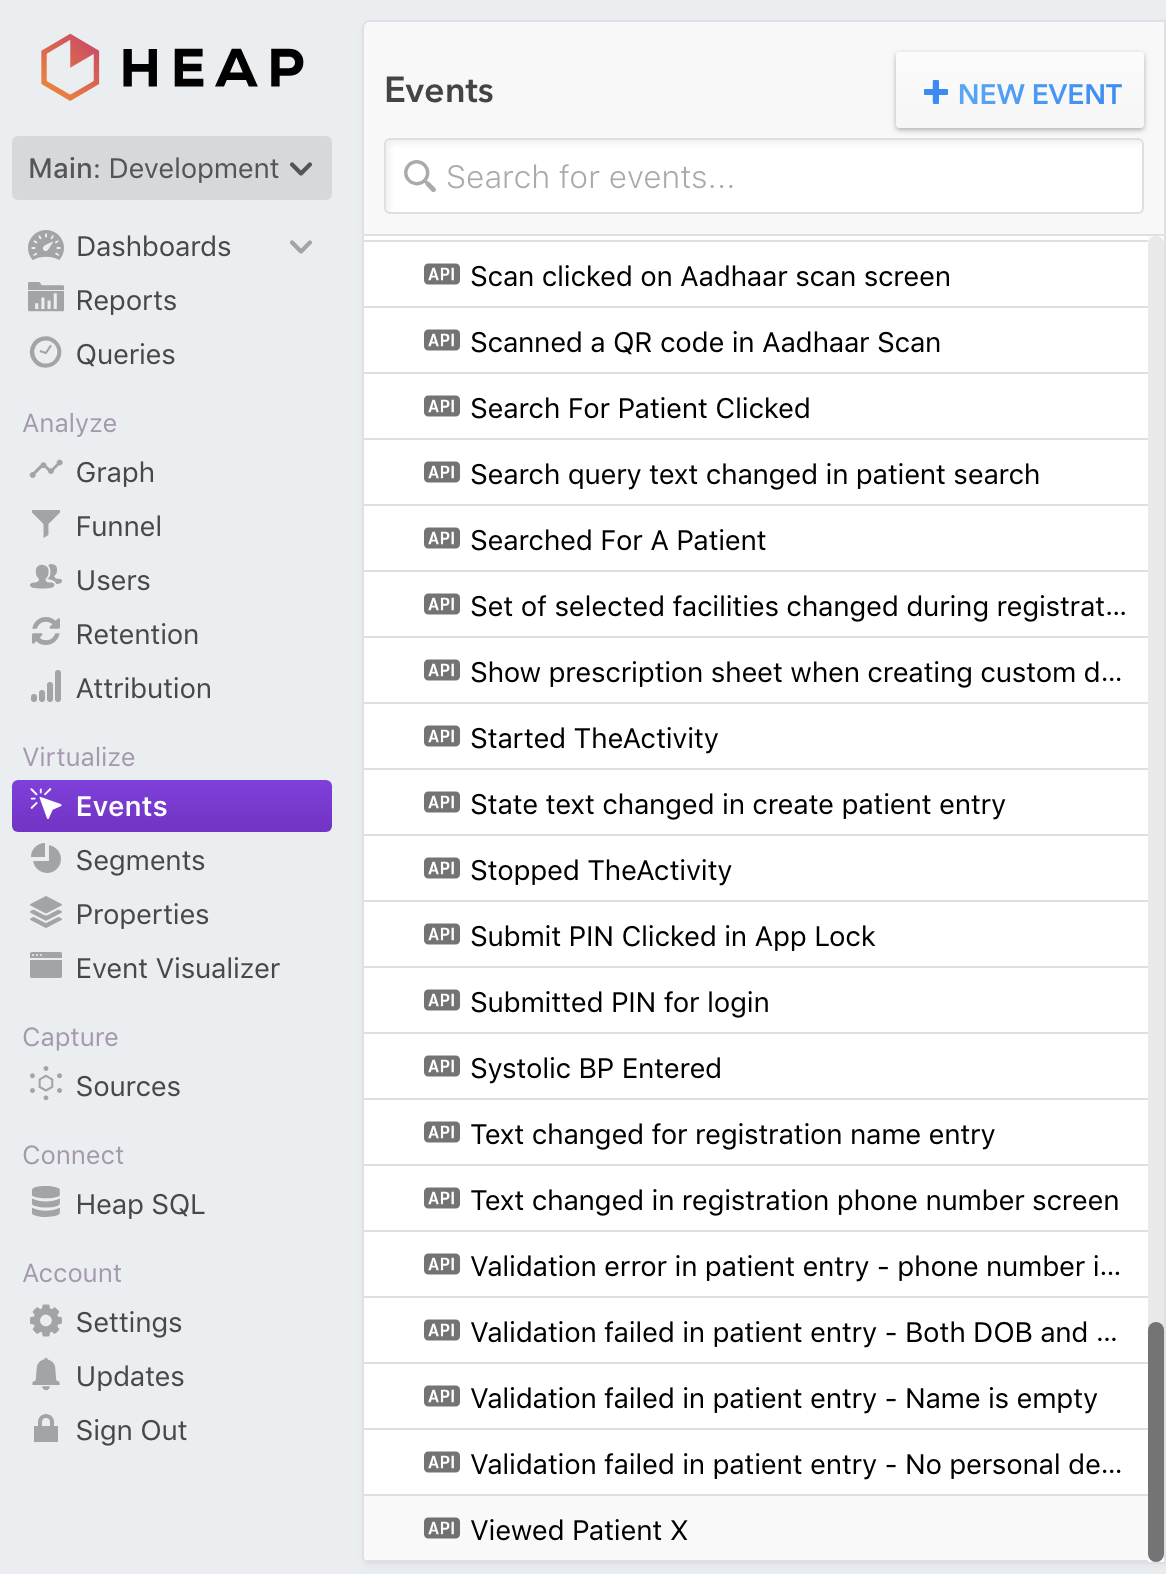 HEAP
Main: Development
Dashboards
Reports
Queries
Analyze
Graph
Funnel
Users
Retention
Attribution
Virtualize
Events
Segments
Properties
Event Visualizer
Capture
Sources
Connect
Heap SQL
Account
Settings
Updates
Sign Out
Events
+ NEW EVENT
Search for events...
API Scan clicked on Aadhaar scan screen
API Scanned a QR code in Aadhaar Scan
API Search For Patient Clicked
API Search query text changed in patient search
API Searched For A Patient
API Set of selected facilities changed during registrat...
API Show prescription sheet when creating custom d...
API Started TheActivity
API State text changed in create patient entry
API Stopped TheActivity
API Submit PIN Clicked in App Lock
API Submitted PIN for login
API Systolic BP Entered
API Text changed for registration name entry
API Text changed in registration phone number screen
API Validation error in patient entry - phone number i...
API Validation failed in patient entry - Both DOB and ...
API Validation failed in patient entry - Name is empty
API Validation failed in patient entry - No personal de...
API Viewed Patient X